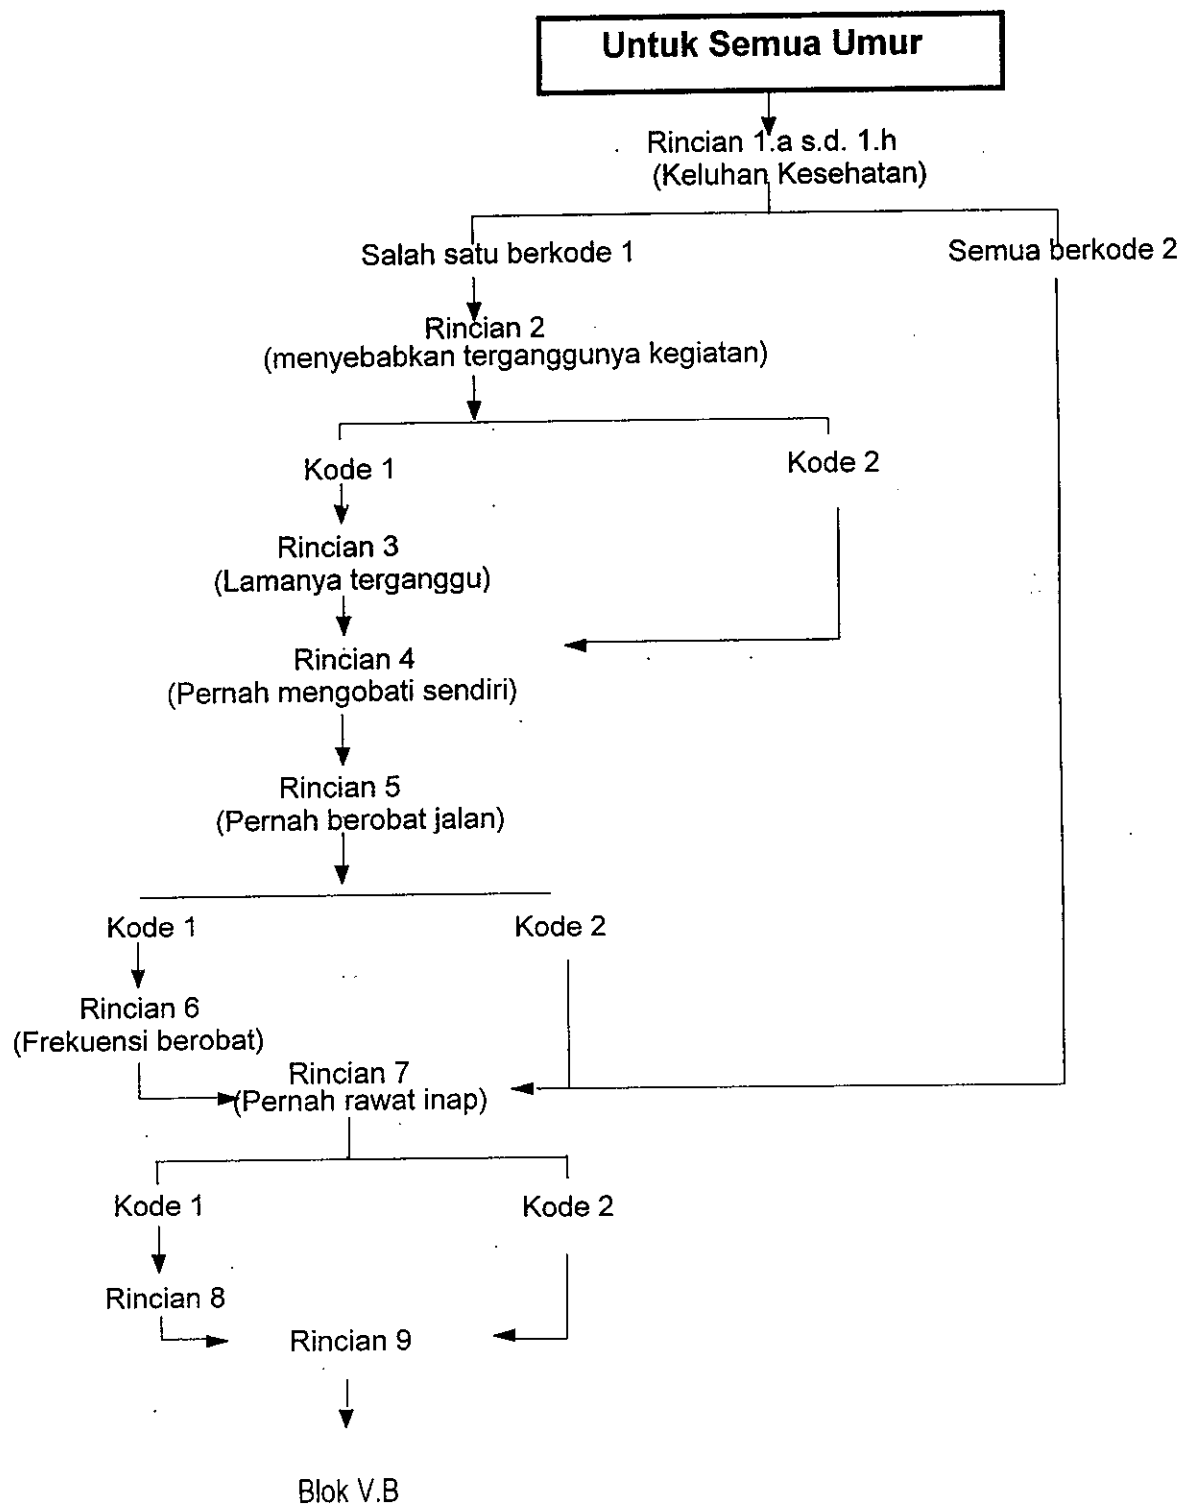 Untuk Semua Umur
Rincian 1.a s.d. 1.h
(Keluhan Kesehatan)
Salah satu berkode 1
Semua berkode 2
Rincian 2
(menyebabkan terganggunya kegiatan)
Kode 1
Kode 2
Rincian 3
(Lamanya terganggu)
Rincian 4
(Pernah mengobati sendiri)
Rincian 5
(Pernah berobat jalan)
Kode 1
Kode 2
Rincian 6
(Frekuensi berobat)
Rincian 7
(Pernah rawat inap)
Kode 1
Kode 2
Rincian 8
Rincian 9
Blok V.B